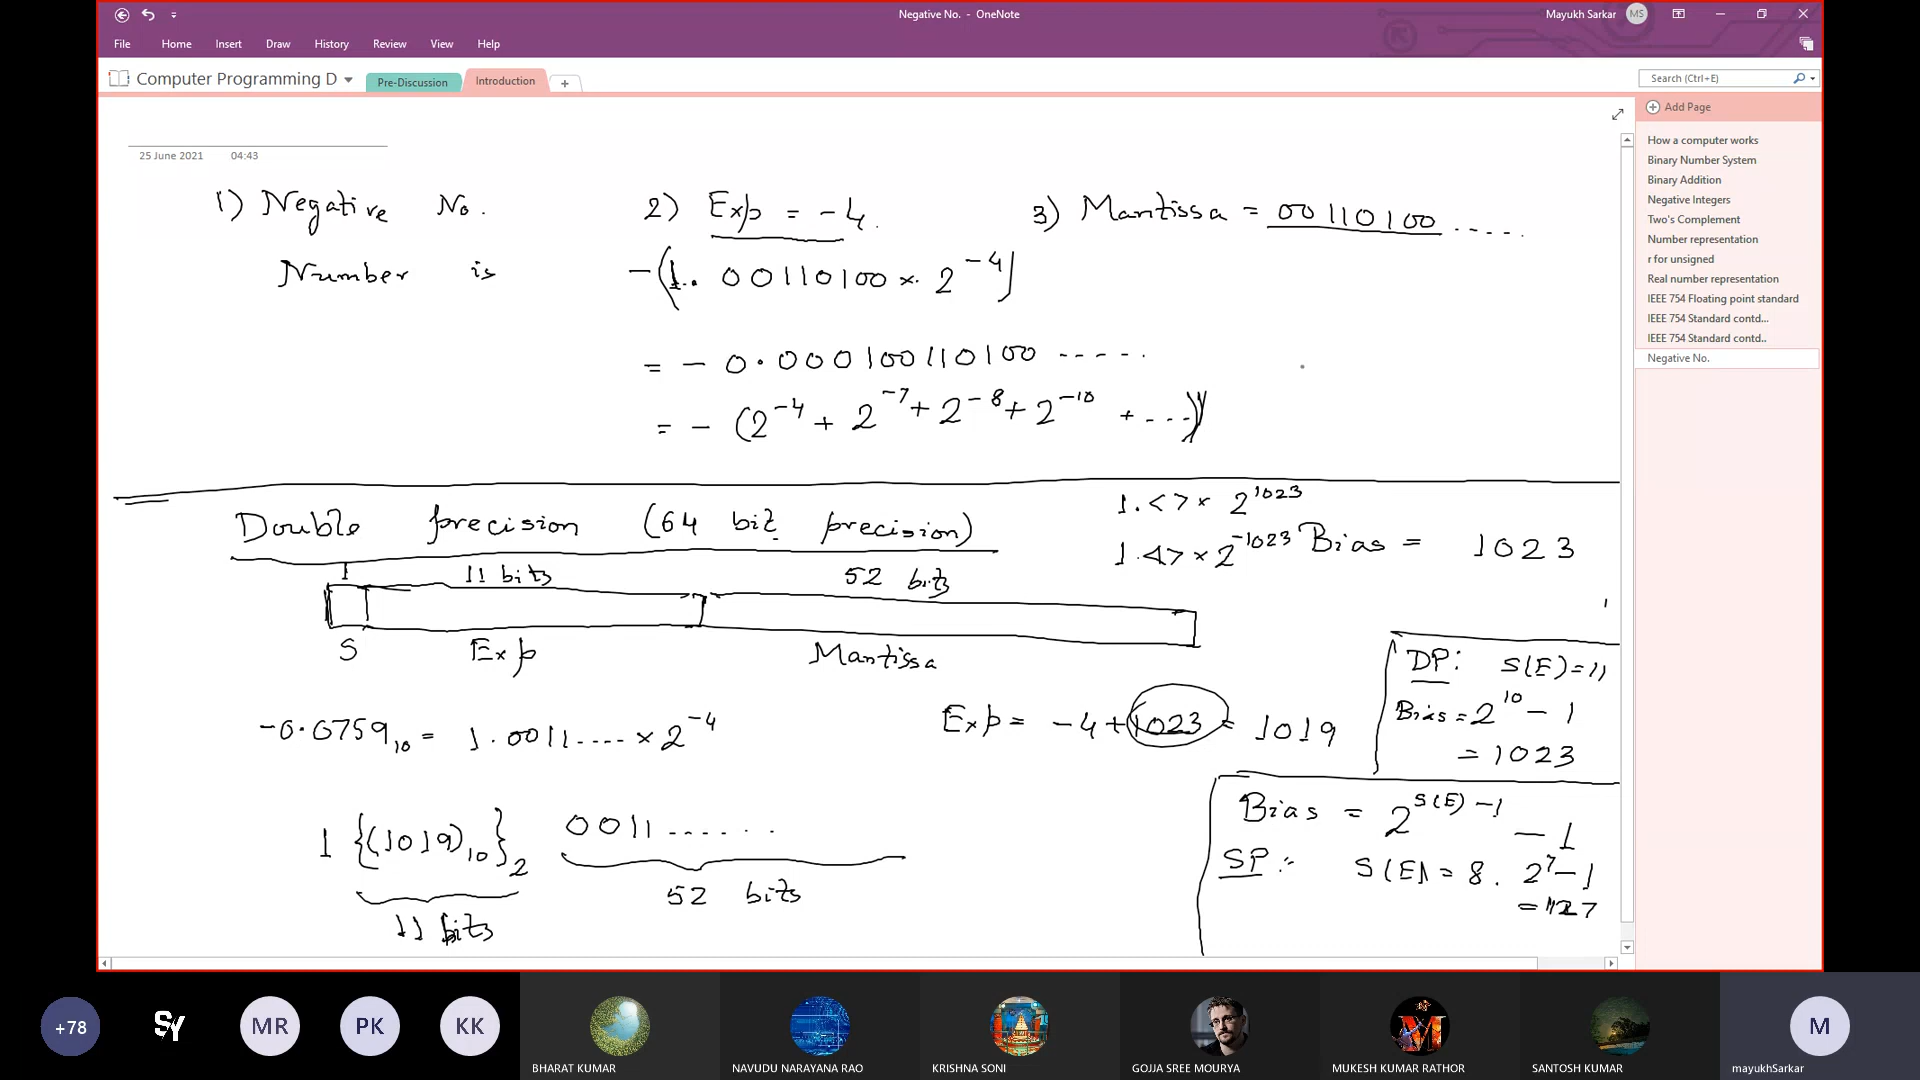 Negative No. - OneNote
Mayukh Sarkar MS
File Home Insert Draw History Review View Help
Computer Programming D Pre-Discussion Introduction
Search (Ctrl+E)
Add Page
How a computer works
Binary Number System
Binary Addition
Negative Integers
Two's Complement
Number representation
r for unsigned
Real number representation
IEEE 754 Floating point standard
IEEE 754 Standard contd...
IEEE 754 Standard contd..
Negative No.
25 June 2021 04:43
1) Negative No. 2) Exp = -4. 3) Mantissa = 00110100 .....
Number is -(1. 00110100 × 2^-4)
= - 0.000100110100 -----
= - (2^-4 + 2^-7 + 2^-8 + 2^-10 + ...)
Double precision (64 bit precision)
1.<> × 2^1023
1.<> × 2^-1023 Bias = 1023
1 11 bits 52 bits
S Exp Mantissa
DP: S(E)=11
Bias = 2^10 - 1
= 1023
-0.0759_10 = 1.0011.... × 2^-4
Exp = -4 + 1023 = 1019
Bias = 2^(S(E)-1) - 1
SP :- S(E) = 8. 2^7 - 1
= 127
1 {(1019)_10}_2 0011 ......
11 bits 52 bits
+78 SY MR PK KK M
BHARAT KUMAR NAVUDU NARAYANA RAO KRISHNA SONI GOJJA SREE MOURYA MUKESH KUMAR RATHOR SANTOSH KUMAR mayukhSarkar